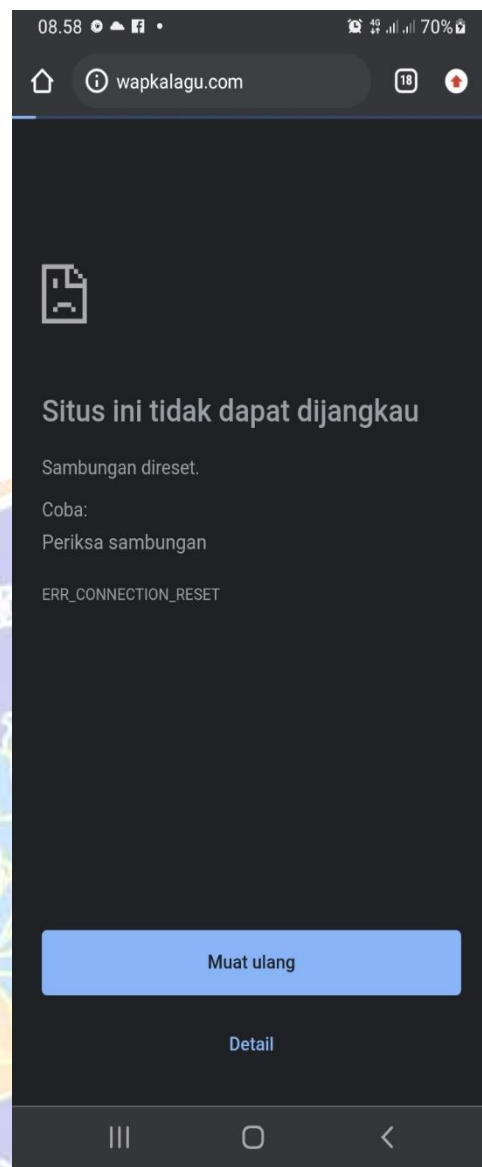 08.58
4G 70%
wapkalagu.com
18
Situs ini tidak dapat dijangkau
Sambungan direset.
Coba:
Periksa sambungan
ERR_CONNECTION_RESET
Muat ulang
Detail